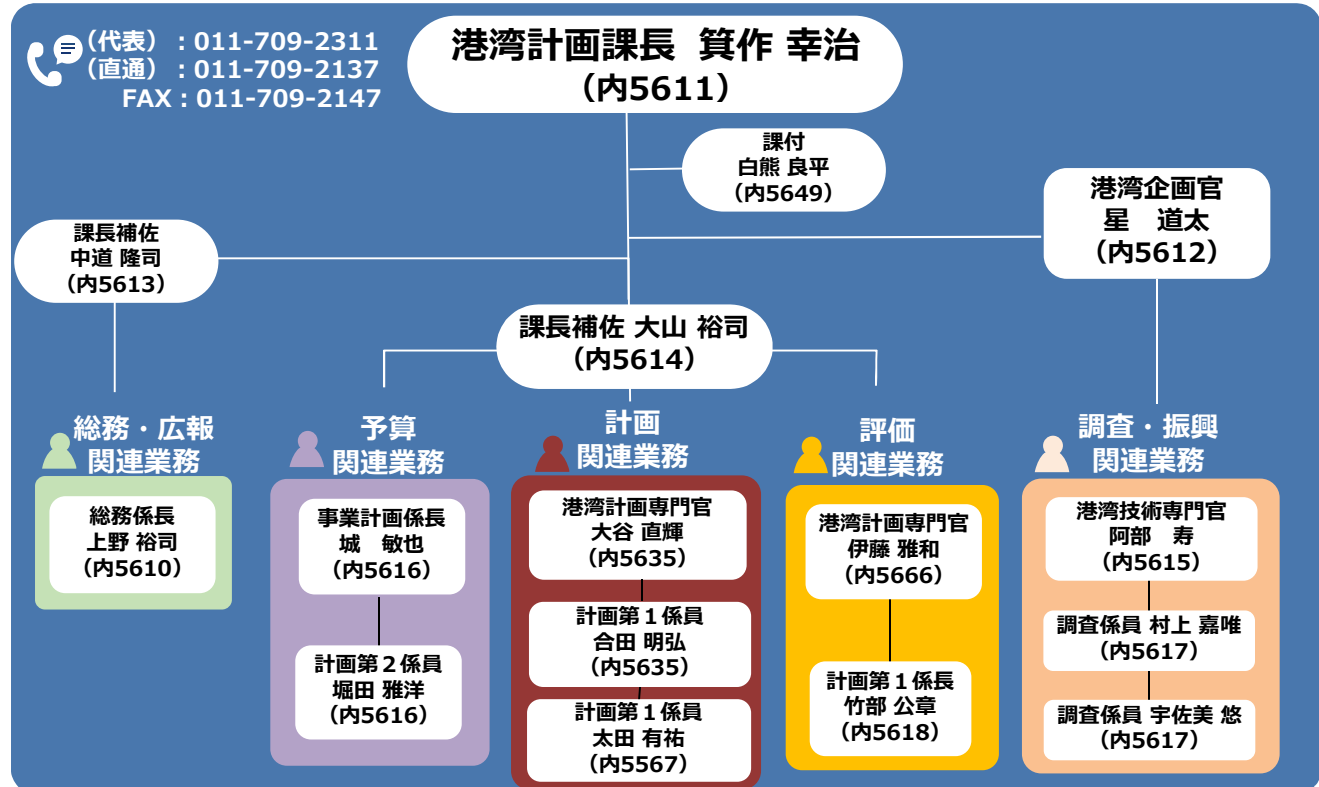 （代表）：011-709-2311
（直通）：011-709-2137
FAX：011-709-2147
港湾計画課長 箕作 幸治
（内5611）
課付
白熊 良平
（内5649）
港湾企画官
星　道太
（内5612）
課長補佐
中道 隆司
（内5613）
課長補佐 大山 裕司
（内5614）
総務・広報
関連業務
総務係長
上野 裕司
（内5610）
予算
関連業務
事業計画係長
城　敏也
（内5616）
計画第２係員
堀田 雅洋
（内5616）
計画
関連業務
港湾計画専門官
大谷 直輝
（内5635）
計画第１係員
合田 明弘
（内5635）
計画第１係員
太田 有祐
（内5567）
評価
関連業務
港湾計画専門官
伊藤 雅和
（内5666）
計画第１係長
竹部 公章
（内5618）
調査・振興
関連業務
港湾技術専門官
阿部　寿
（内5615）
調査係員 村上 嘉唯
（内5617）
調査係員 宇佐美 悠
（内5617）